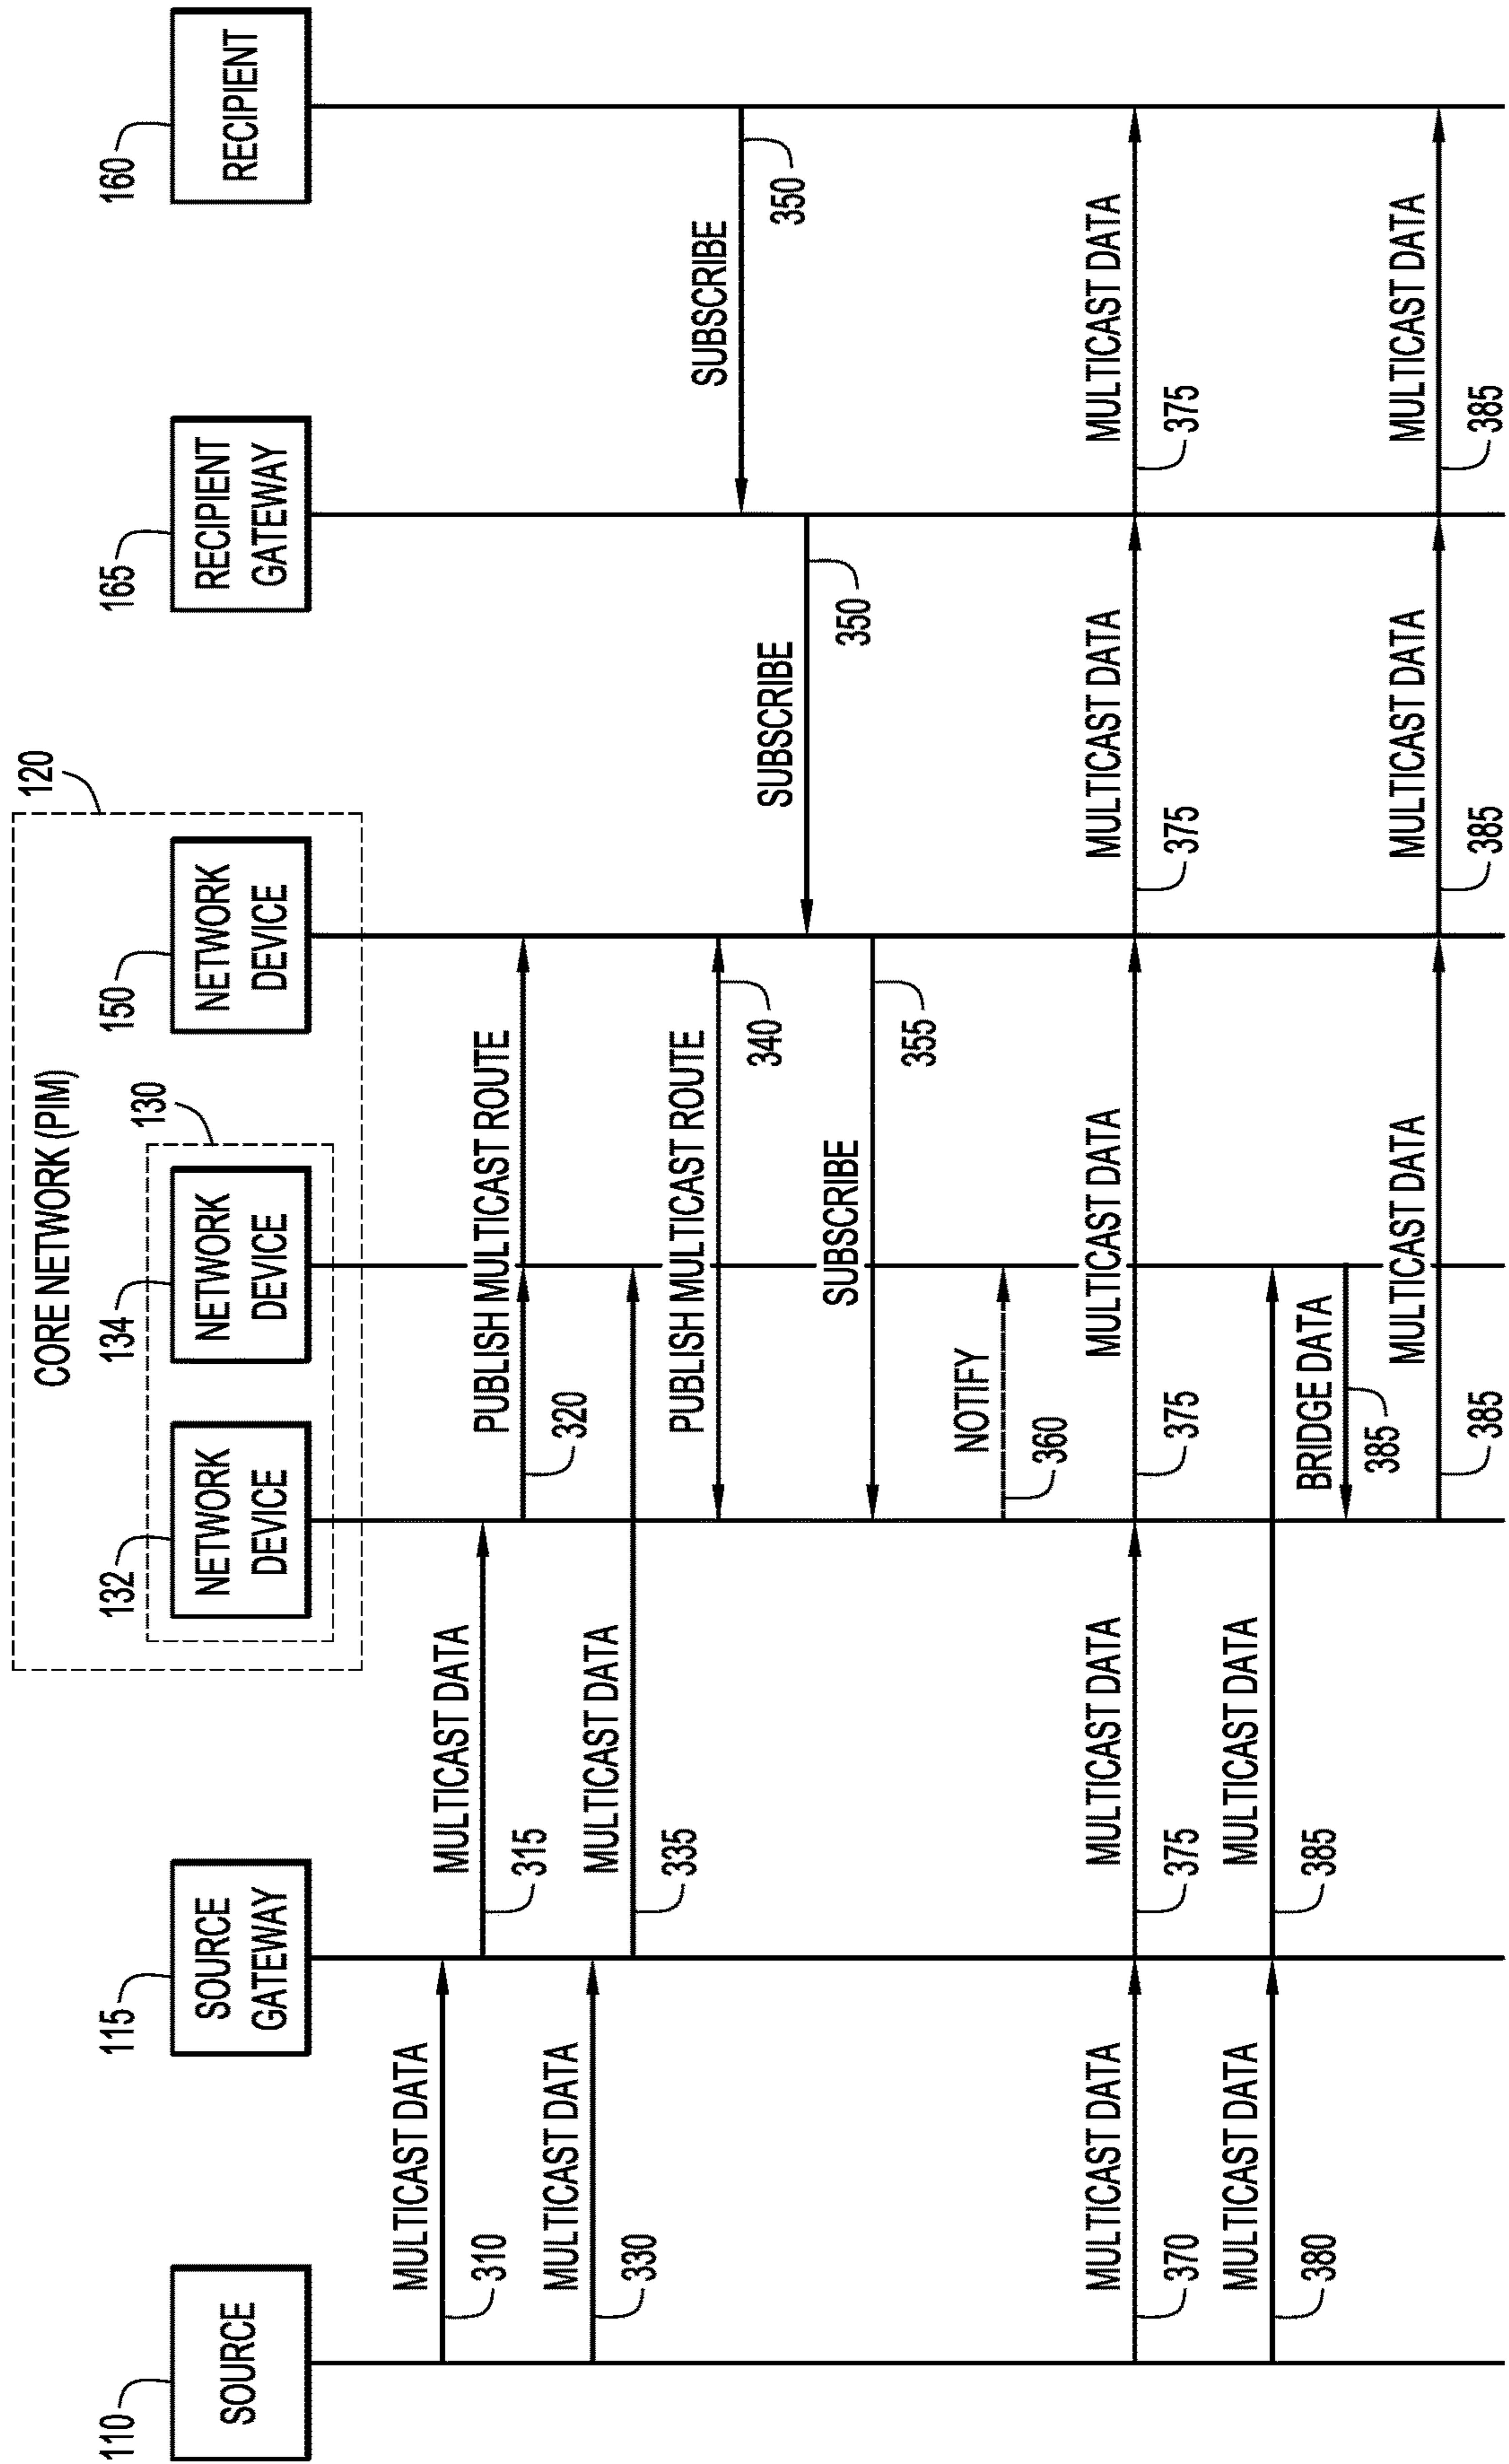 CORE NETWORK (PIM)
120
130
110
SOURCE
115
SOURCE
GATEWAY
132
NETWORK
DEVICE
134
NETWORK
DEVICE
150
NETWORK
DEVICE
165
RECIPIENT
GATEWAY
160
RECIPIENT
MULTICAST DATA
310
MULTICAST DATA
315
PUBLISH MULTICAST ROUTE
320
MULTICAST DATA
330
MULTICAST DATA
335
PUBLISH MULTICAST ROUTE
340
SUBSCRIBE
350
SUBSCRIBE
350
SUBSCRIBE
355
NOTIFY
360
MULTICAST DATA
370
MULTICAST DATA
375
MULTICAST DATA
375
MULTICAST DATA
375
MULTICAST DATA
375
MULTICAST DATA
380
MULTICAST DATA
385
BRIDGE DATA
385
MULTICAST DATA
385
MULTICAST DATA
385
MULTICAST DATA
385